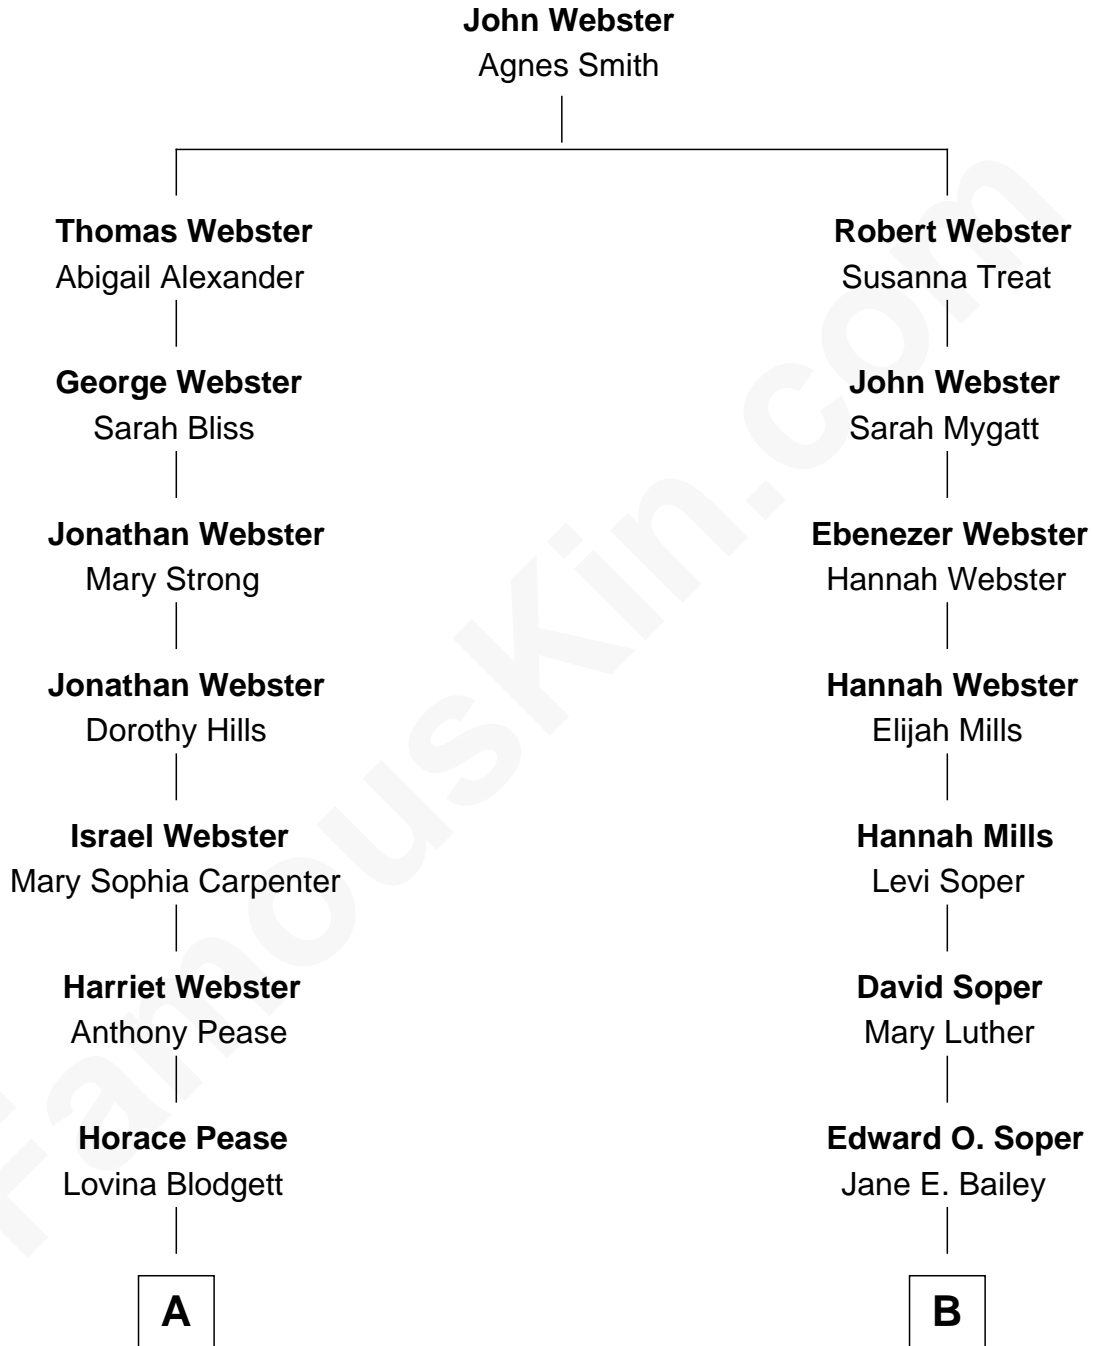 John Webster
Agnes Smith
Thomas Webster
Abigail Alexander
Robert Webster
Susanna Treat
George Webster
Sarah Bliss
John Webster
Sarah Mygatt
Jonathan Webster
Mary Strong
Ebenezer Webster
Hannah Webster
Jonathan Webster
Dorothy Hills
Hannah Webster
Elijah Mills
Israel Webster
Mary Sophia Carpenter
Hannah Mills
Levi Soper
Harriet Webster
Anthony Pease
David Soper
Mary Luther
Horace Pease
Lovina Blodgett
Edward O. Soper
Jane E. Bailey
A
B
FamousKin.com